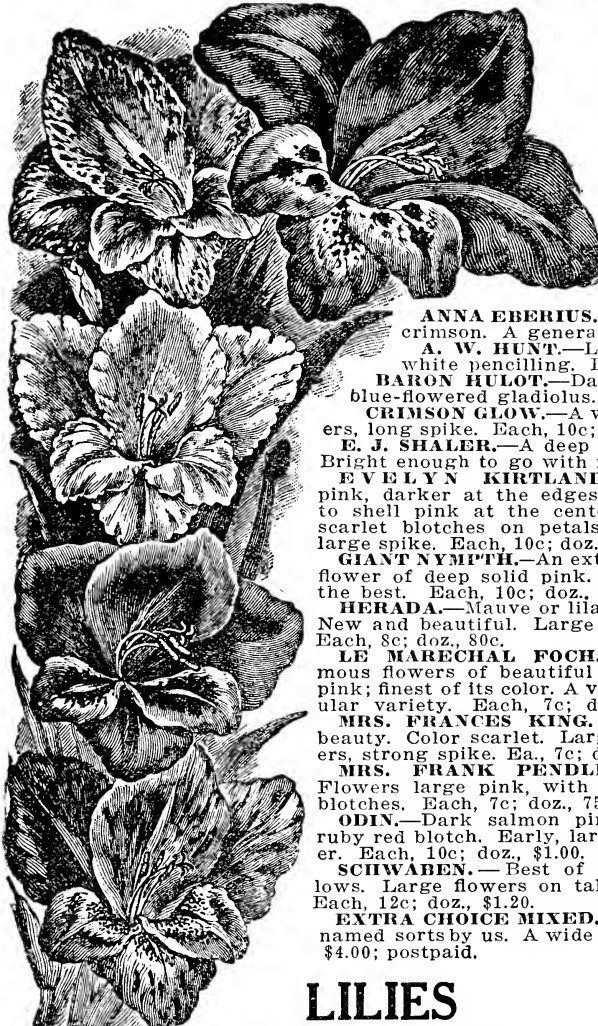 ANNA EBERIUS.
crimson. A genera
A. W. HUNT.—L
white pencilling.
BARON HULOT.—Da
blue-flowered gladiolus.
CRIMSON GLOW.—A v
ers, long spike. Each, 10c;
E. J. SHALER.—A deep
Bright enough to go with
EVELYN KIRTLAND
pink, darker at the edges
to shell pink at the cent
scarlet blotches on petals
large spike. Each, 10c; doz.
GIANT NYMPTH.—An ext
flower of deep solid pink.
the best. Each, 10c; doz..
HERADA.—Mauve or lila
New and beautiful. Large
Each, 8c; doz., 80c.
LE MARECHAL FOCH.
mous flowers of beautiful
pink; finest of its color. A v
ular variety. Each, 7c; d
MRS. FRANCES KING.
beauty. Color scarlet. Larg
ers, strong spike. Ea., 7c; d
MRS. FRANK PENDLE
Flowers large pink, with
blotches. Each, 7c; doz., 75
ODIN.—Dark salmon pin
ruby red blotch. Early, lar
er. Each, 10c; doz., $1.00.
SCHWABEN.—Best of
lows. Large flowers on tal
Each, 12c; doz., $1.20.
EXTRA CHOICE MIXED.
named sorts by us. A wide
$4.00; postpaid.
LILIES